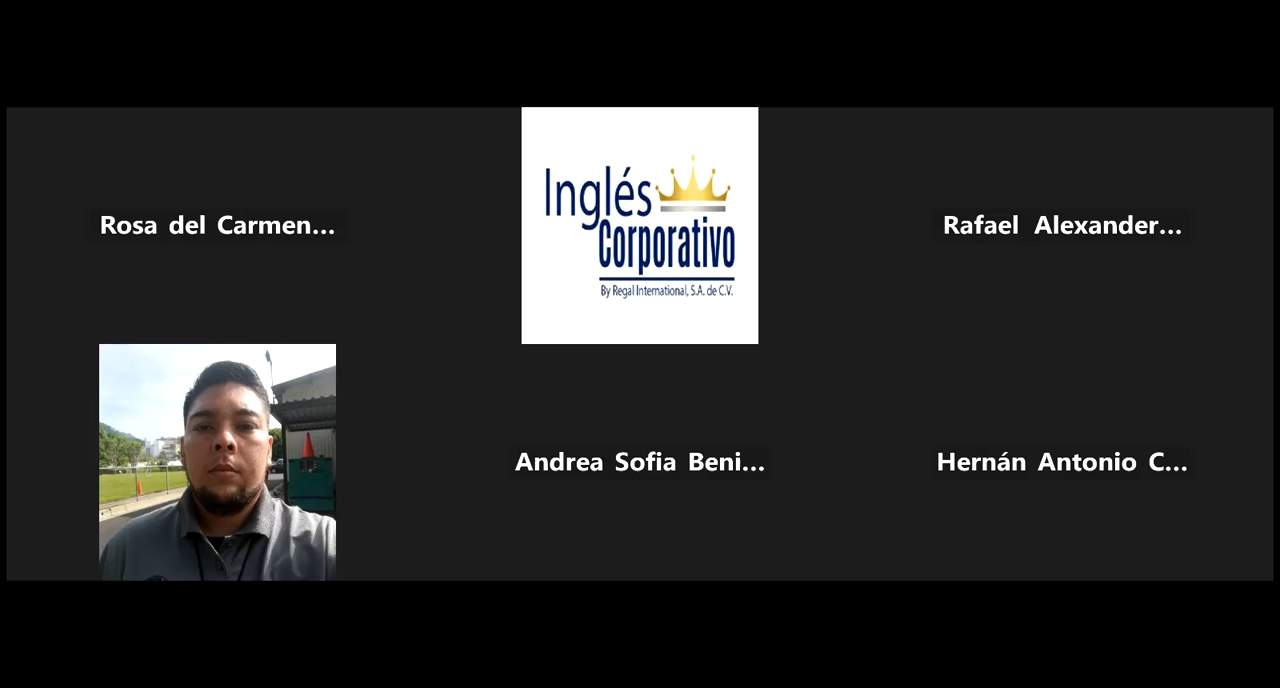 Rosa del Carmen...
Inglés
Corporativo
By Regal International, S.A. de C.V.
Rafael Alexander...
Andrea Sofia Beni...
Hernán Antonio C...